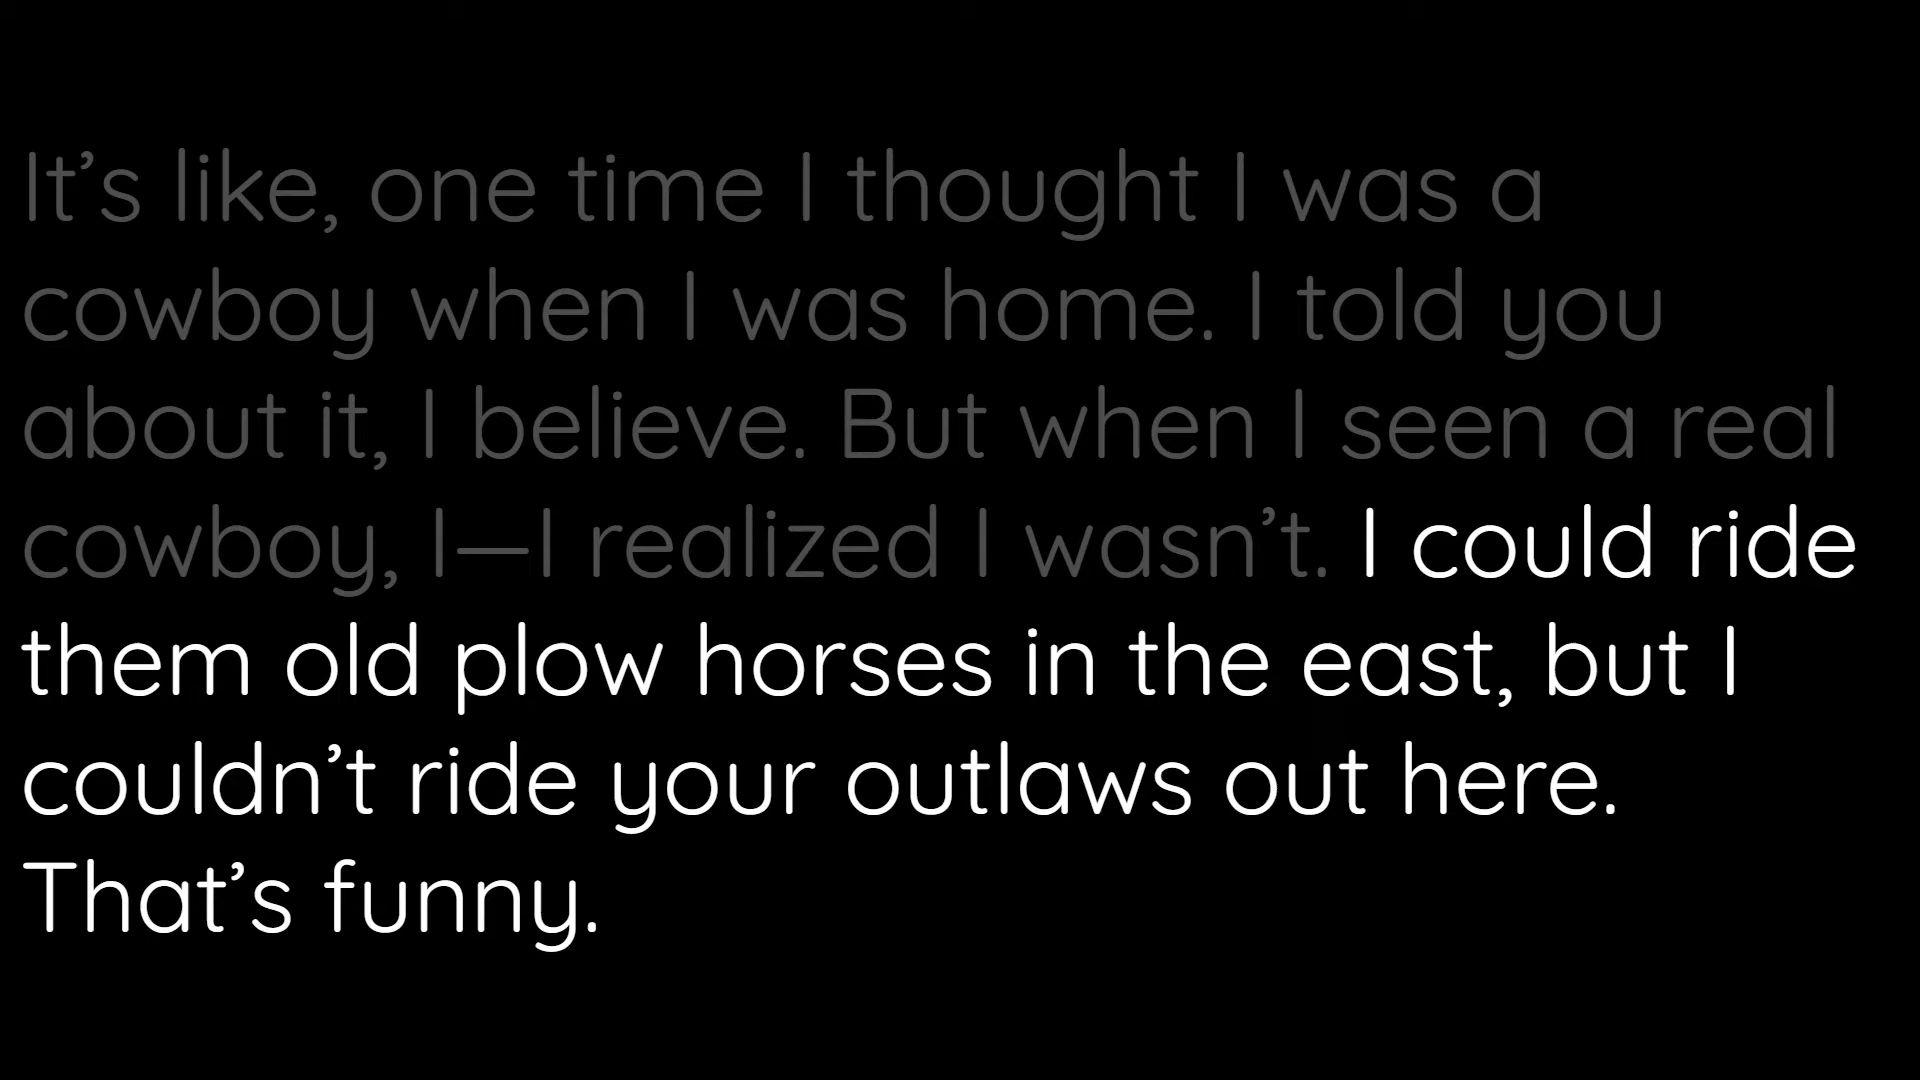 It’s like, one time I thought I was a
cowboy when I was home. I told you
about it, I believe. But when I seen a real
cowboy, I—I realized I wasn’t. I could ride
them old plow horses in the east, but I
couldn’t ride your outlaws out here.
That’s funny.